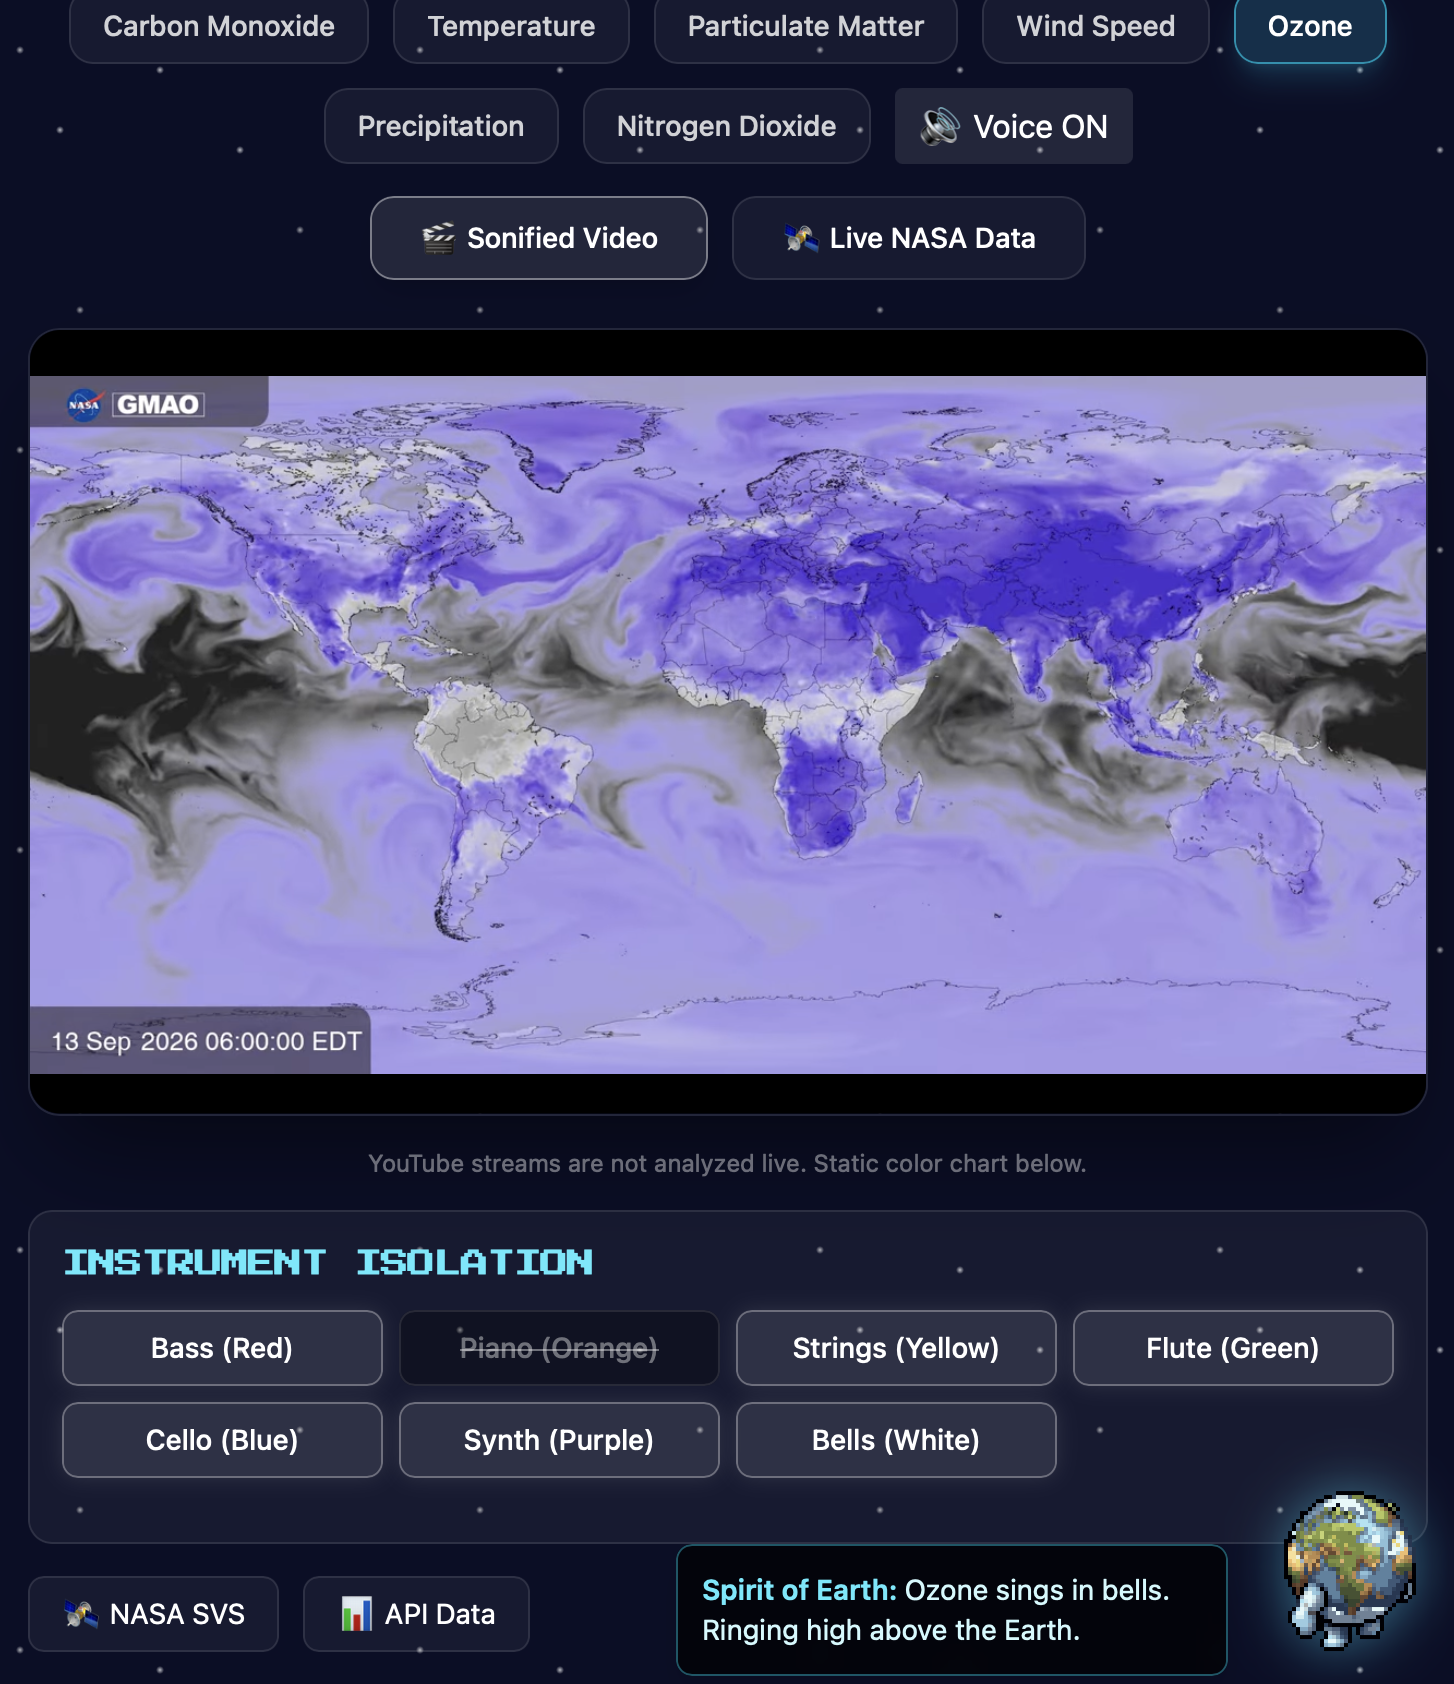 Carbon Monoxide
Temperature
Particulate Matter
Wind Speed
Ozone
Precipitation
Nitrogen Dioxide
🔊 Voice ON
🎬 Sonified Video
🛰️ Live NASA Data
NASA GMAO
13 Sep 2026 06:00:00 EDT
YouTube streams are not analyzed live. Static color chart below.
INSTRUMENT ISOLATION
Bass (Red)
Piano (Orange)
Strings (Yellow)
Flute (Green)
Cello (Blue)
Synth (Purple)
Bells (White)
🛰️ NASA SVS
📊 API Data
Spirit of Earth: Ozone sings in bells.
Ringing high above the Earth.